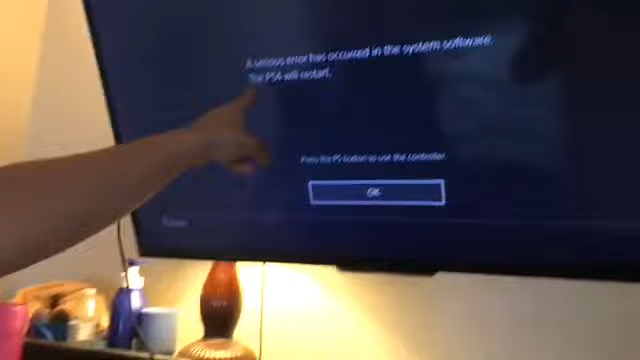 A serious error has occurred in the system software.
The PS4 will restart.
Press the PS button to use the controller.
OK